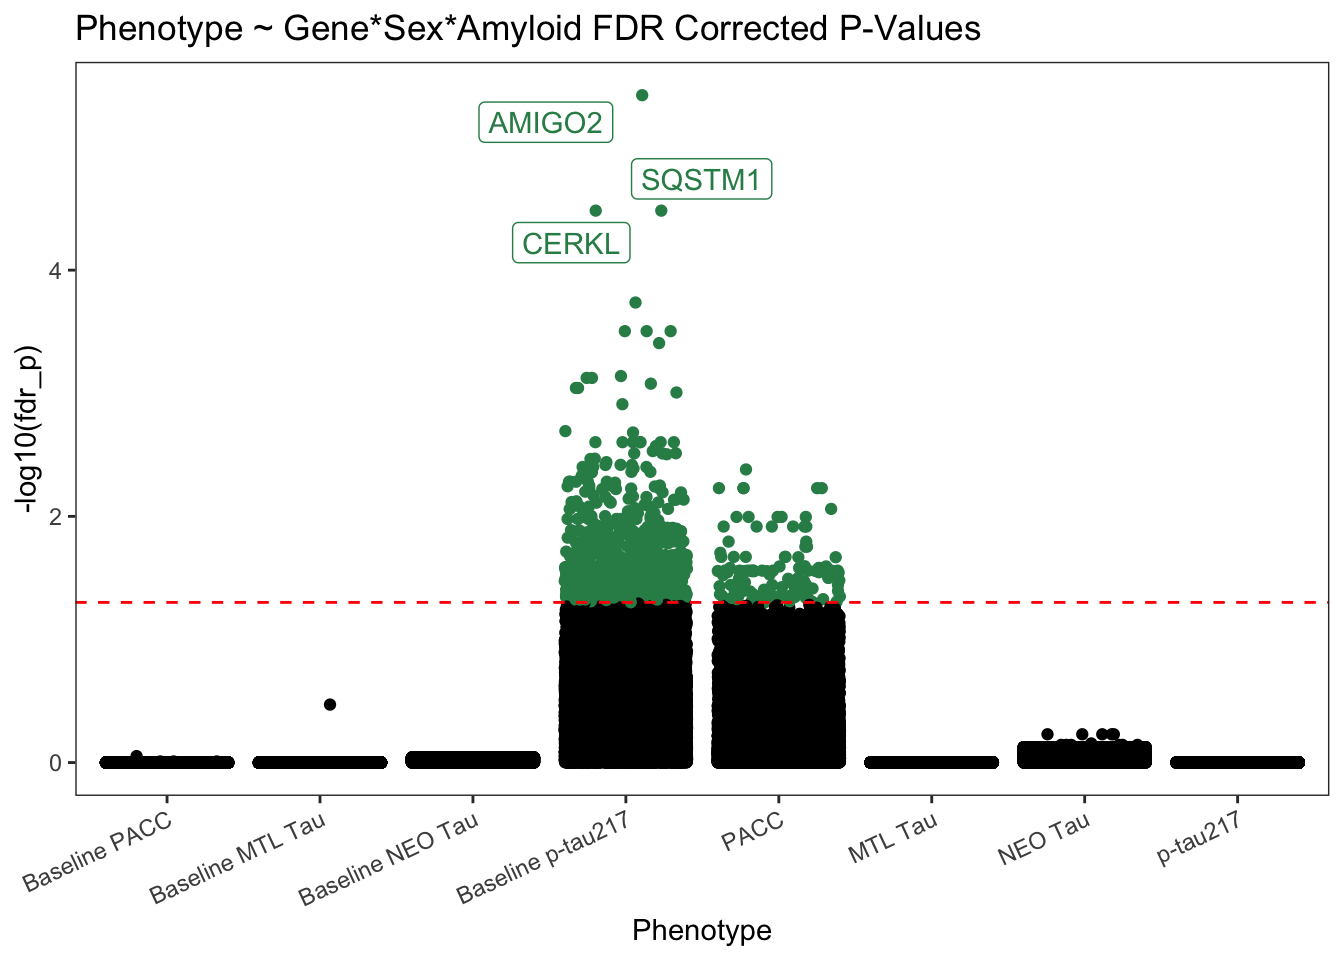 Phenotype ~ Gene*Sex*Amyloid FDR Corrected P-Values
AMIGO2
SQSTM1
CERKL
4
2
0
-log10(fdr_p)
Baseline PACC
Baseline MTL Tau
Baseline NEO Tau
Baseline p-tau217
PACC
MTL Tau
NEO Tau
p-tau217
Phenotype